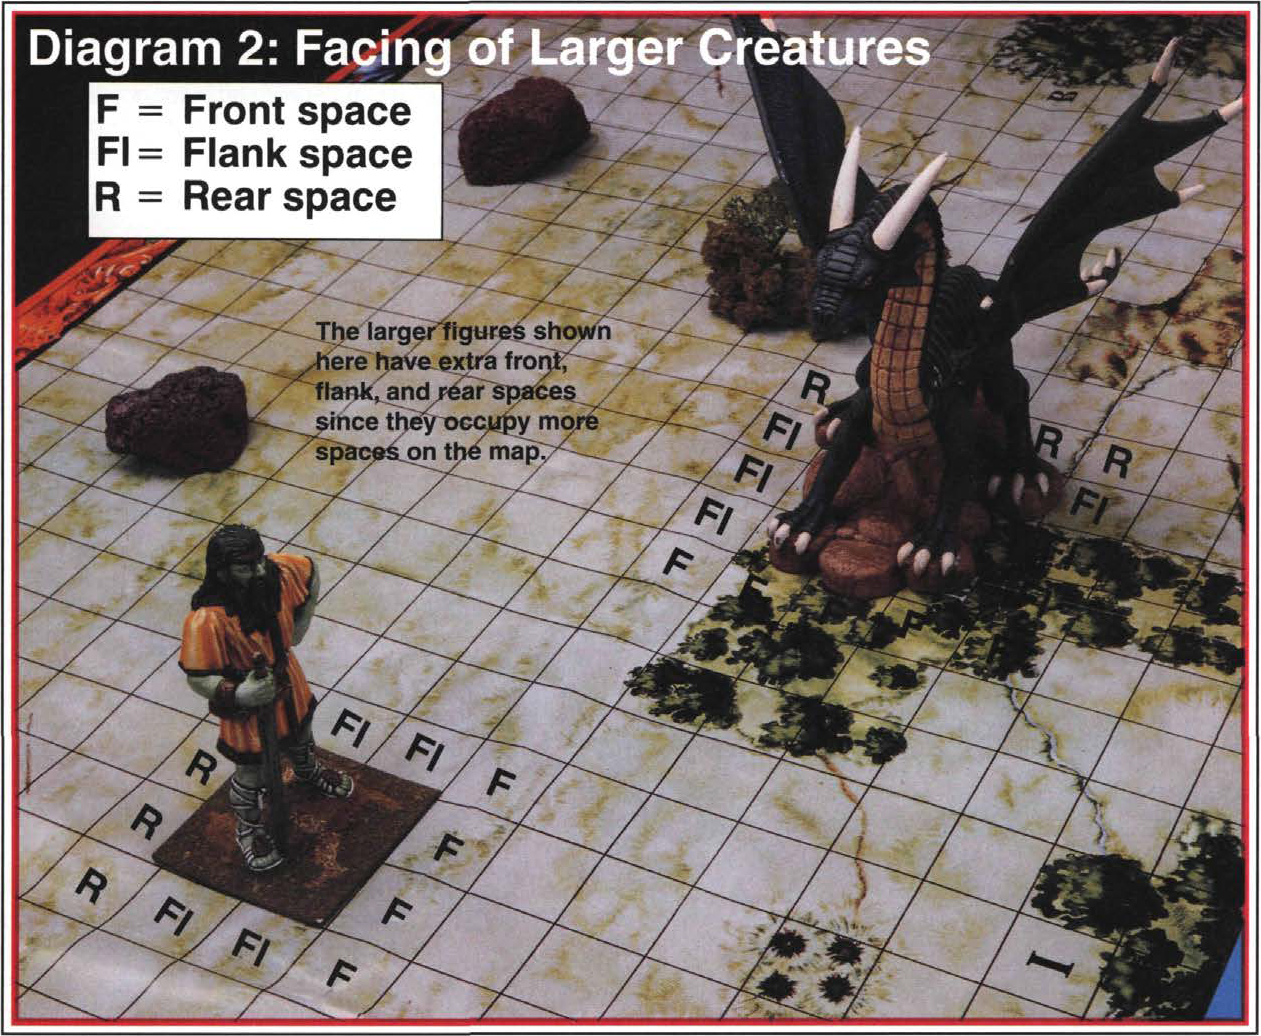 Diagram 2: Facing of Larger Creatures
F = Front space
Fl = Flank space
R = Rear space
The larger figures shown
here have extra front,
flank, and rear spaces
since they occupy more
spaces on the map.
R
Fl
R R
Fl
Fl
Fl
F
F
F
Fl Fl F
R
R
F
R
Fl
Fl
F
F
I